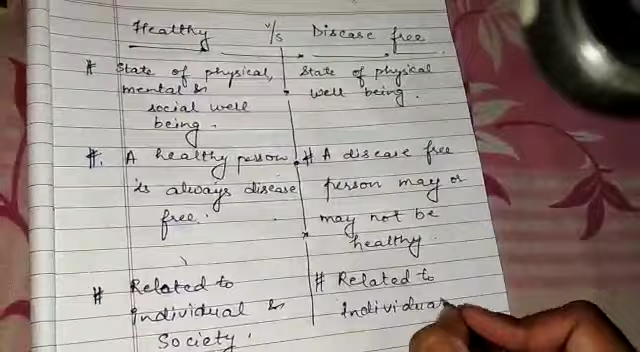 Healthy v/s Disease free
# State of physical, mental & social well being.
State of physical well being.
#. A healthy person is always disease free.
# A disease free person may or may not be healthy.
# Related to individual & Society.
# Related to individua